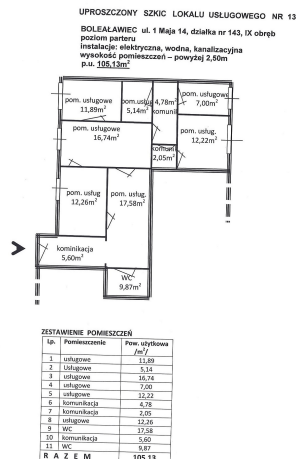 UPROSZCZONY SZKIC LOKALU USŁUGOWEGO NR 13
BOLEAŁAWIEC ul. 1 Maja 14, działka nr 143, IX obręb
poziom parteru
instalacje: elektryczna, wodna, kanalizacyjna
wysokość pomieszczeń – powyżej 2,50m
p.u. 105,13m²
pom. usługowe
11,89m²
pom.usług
5,14m²
4,78m²
komuni
pom. usługowe
7,00m²
pom. usługowe
16,74m²
pom. usług.
12,22m²
komuni
2,05m²
pom. usług
12,26m²
pom. usług.
17,58m²
kominikacja
5,60m²
WC
9,87m²
ZESTAWIENIE POMIESZCZEŃ
Lp. Pomieszczenie Pow. użytkowa
/m²/
1 usługowe 11,89
2 Usługowe 5,14
3 usługowe 16,74
4 usługowe 7,00
5 usługowe 12,22
6 komunikacja 4,78
7 komunikacja 2,05
8 usługowe 12,26
9 WC 17,58
10 komunikacja 5,60
11 WC 9,87
R A Z E M 105,13